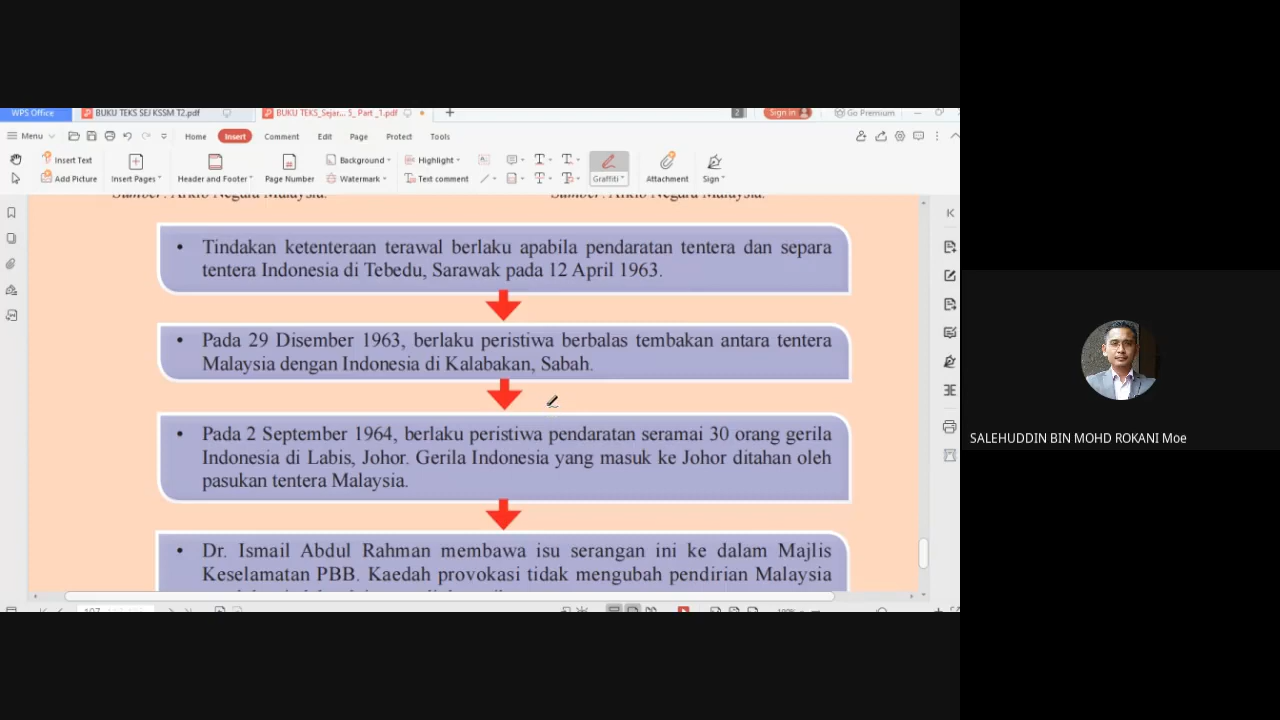 WPS Office BUKU TEKS SEJ KSSM T2.pdf BUKU TEKS_Sejar... 5_ Part _1.pdf + 2 Sign in Go Premium
Menu Home Insert Comment Edit Page Protect Tools
Insert Text Background Highlight
Add Picture Insert Pages Header and Footer Page Number Watermark Text comment Graffiti Attachment Sign
Sumber: Arkib Negara Malaysia. Sumber: Arkib Negara Malaysia.
• Tindakan ketenteraan terawal berlaku apabila pendaratan tentera dan separa
tentera Indonesia di Tebedu, Sarawak pada 12 April 1963.
• Pada 29 Disember 1963, berlaku peristiwa berbalas tembakan antara tentera
Malaysia dengan Indonesia di Kalabakan, Sabah.
• Pada 2 September 1964, berlaku peristiwa pendaratan seramai 30 orang gerila
Indonesia di Labis, Johor. Gerila Indonesia yang masuk ke Johor ditahan oleh
pasukan tentera Malaysia.
• Dr. Ismail Abdul Rahman membawa isu serangan ini ke dalam Majlis
Keselamatan PBB. Kaedah provokasi tidak mengubah pendirian Malaysia
SALEHUDDIN BIN MOHD ROKANI Moe